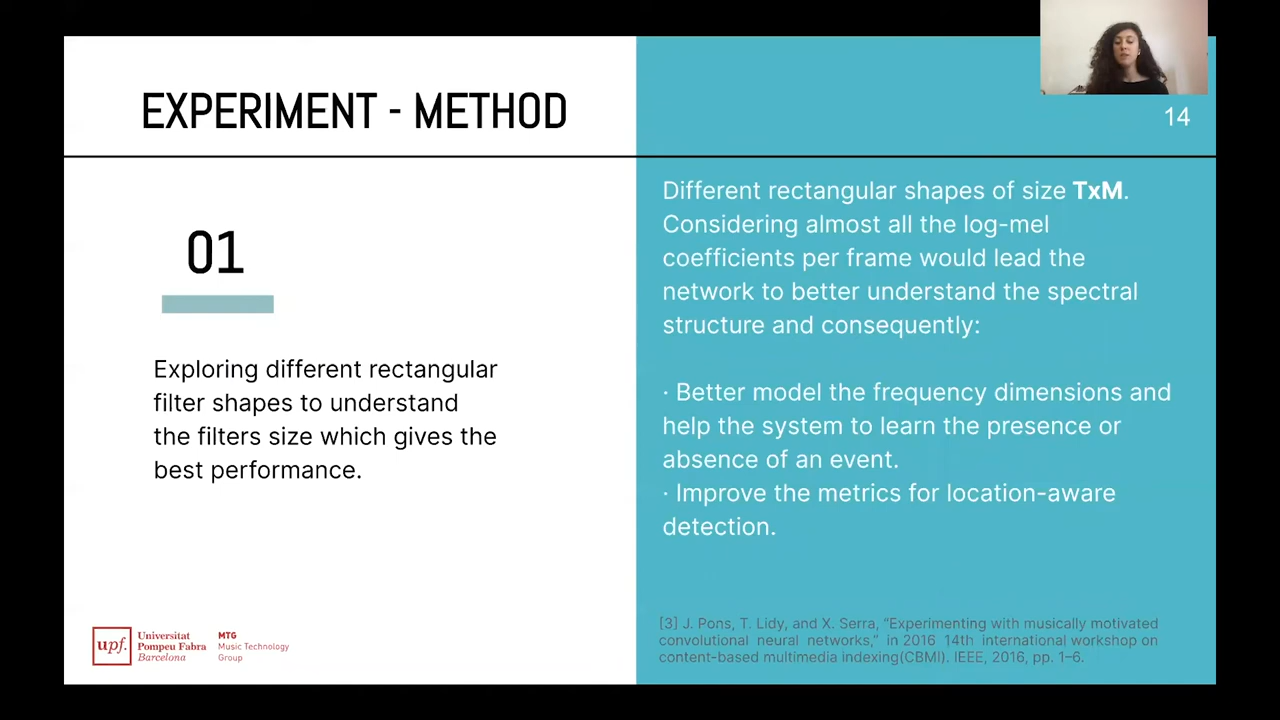 EXPERIMENT - METHOD
14
01
Exploring different rectangular
filter shapes to understand
the filters size which gives the
best performance.
Different rectangular shapes of size TxM.
Considering almost all the log-mel
coefficients per frame would lead the
network to better understand the spectral
structure and consequently:
· Better model the frequency dimensions and
help the system to learn the presence or
absence of an event.
· Improve the metrics for location-aware
detection.
[3] J. Pons, T. Lidy, and X. Serra, “Experimenting with musically motivated
convolutional neural networks,” in 2016 14th international workshop on
content-based multimedia indexing(CBMI). IEEE, 2016, pp. 1–6.
upf.
Universitat
Pompeu Fabra
Barcelona
MTG
Music Technology
Group